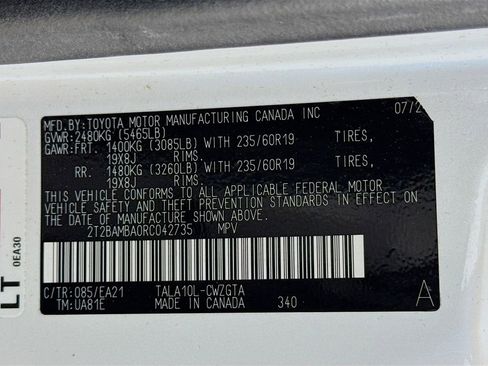 MFD.BY:TOYOTA MOTOR MANUFACTURING CANADA INC 07/2
GVWR:2480KG (5465LB)
GAWR:FRT. 1400KG (3085LB) WITH 235/60R19 TIRES,
19X8J RIMS.
RR. 1480KG (3260LB) WITH 235/60R19 TIRES,
19X8J RIMS.
THIS VEHICLE CONFORMS TO ALL APPLICABLE FEDERAL MOTOR
VEHICLE SAFETY AND THEFT PREVENTION STANDARDS IN EFFECT ON
THE DATE OF MANUFACTURE SHOWN ABOVE.
2T2BAMBA0RC042735 MPV
C/TR:085/EA21 TALA10L-CWZGTA A
TM:UA81E MADE IN CANADA 340
LT 0EA30